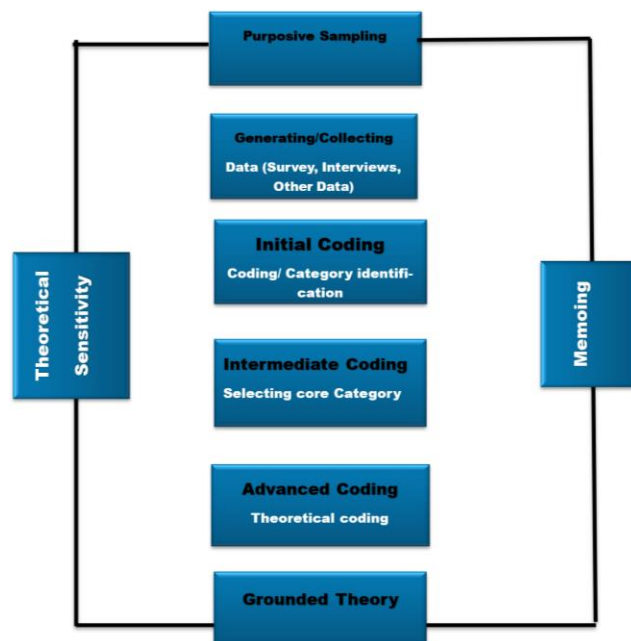 Purposive Sampling
Generating/Collecting
Data (Survey, Interviews,
Other Data)
Initial Coding
Coding/ Category identifi-
cation
Theoretical
Sensitivity
Memoing
Intermediate Coding
Selecting core Category
Advanced Coding
Theoretical coding
Grounded Theory